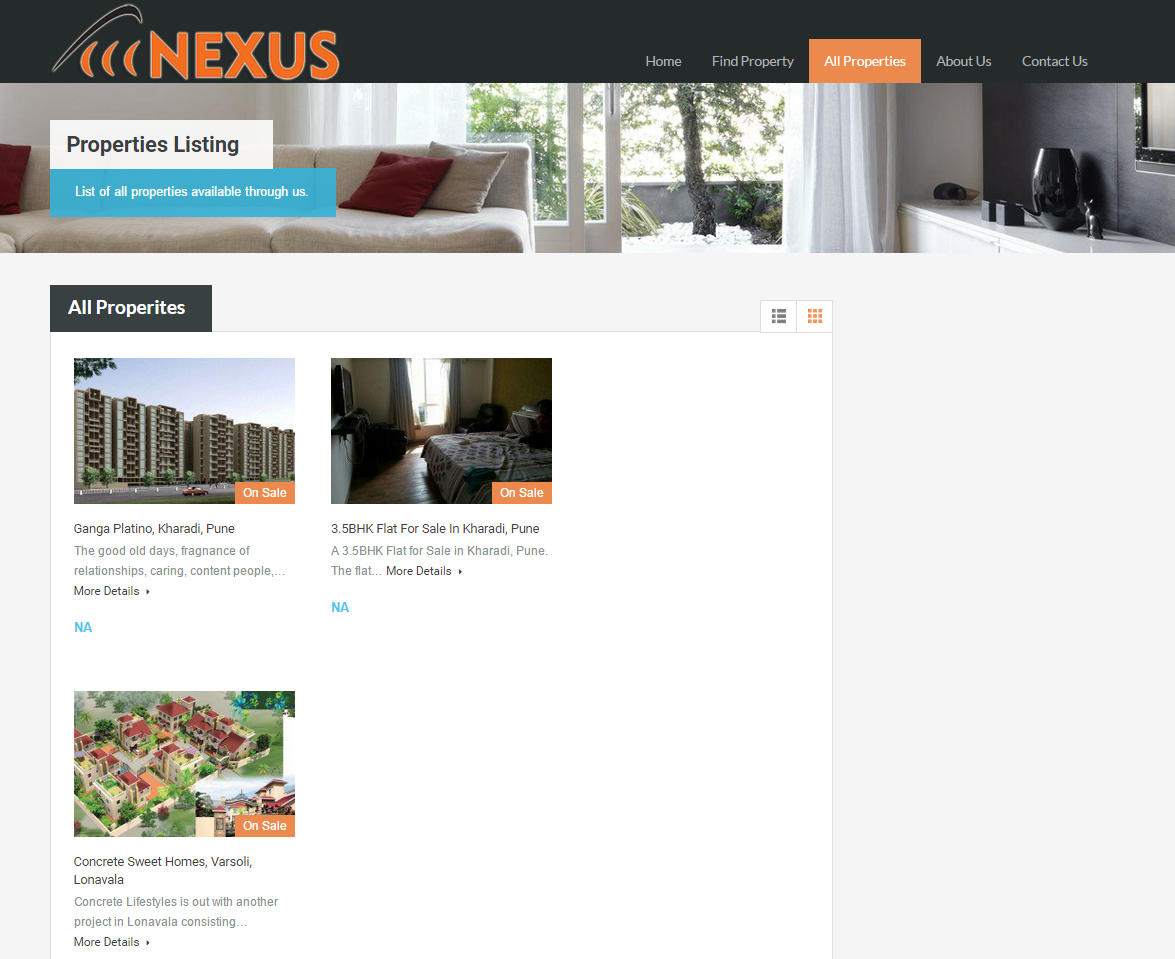 NEXUS
Home Find Property All Properties About Us Contact Us
Properties Listing
List of all properties available through us.
All Properites
On Sale
On Sale
Ganga Platino, Kharadi, Pune
The good old days, fragnance of
relationships, caring, content people,...
More Details
NA
3.5BHK Flat For Sale In Kharadi, Pune
A 3.5BHK Flat for Sale in Kharadi, Pune.
The flat... More Details
NA
On Sale
Concrete Sweet Homes, Varsoli,
Lonavala
Concrete Lifestyles is out with another
project in Lonavala consisting...
More Details